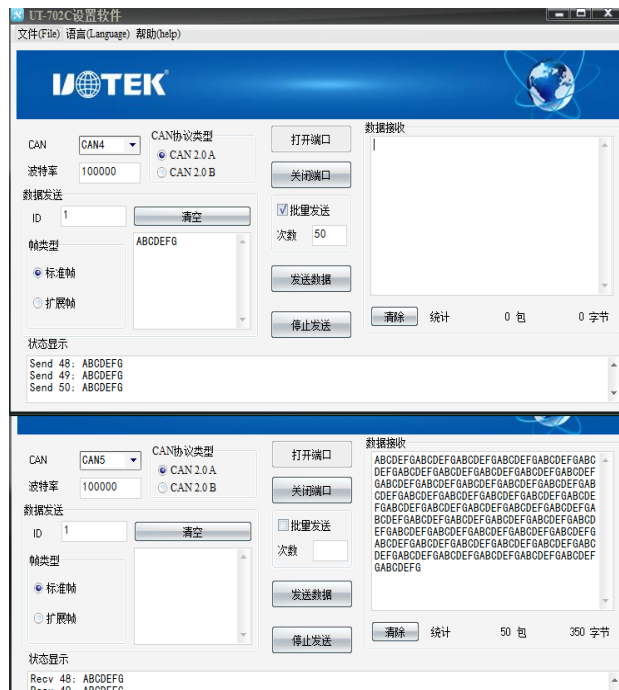 UT-702C设置软件
文件(File) 语言(Language) 帮助(help)
UOTEK
CAN CAN4
波特率 100000
CAN协议类型
CAN 2.0 A
CAN 2.0 B
打开端口
关闭端口
数据接收
数据发送
ID 1
清空
ABCDEFG
帧类型
标准帧
扩展帧
批里发送
次数 50
发送数据
停止发送
清除 统计 0 包 0 字节
状态显示
Send 48: ABCDEFG
Send 49: ABCDEFG
Send 50: ABCDEFG
CAN CAN5
波特率 100000
CAN协议类型
CAN 2.0 A
CAN 2.0 B
打开端口
关闭端口
数据接收
ABCDEFGABCDEFGABCDEFGABCDEFGABCDEFGABC
DEFGABCDEFGABCDEFGABCDEFGABCDEFGABCDEF
GABCDEFGABCDEFGABCDEFGABCDEFGABCDEFGAB
CDEFGABCDEFGABCDEFGABCDEFGABCDEFGABCDE
FGABCDEFGABCDEFGABCDEFGABCDEFGABCDEFGA
BCDEFGABCDEFGABCDEFGABCDEFGABCDEFGABCD
EFGABCDEFGABCDEFGABCDEFGABCDEFGABCDEFG
ABCDEFGABCDEFGABCDEFGABCDEFGABCDEFGABC
DEFGABCDEFGABCDEFGABCDEFGABCDEFGABCDEF
GABCDEFG
数据发送
ID 1
清空
帧类型
标准帧
扩展帧
批里发送
次数
发送数据
停止发送
清除 统计 50 包 350 字节
状态显示
Recv 48: ABCDEFG
Recv 49: ABCDEFG